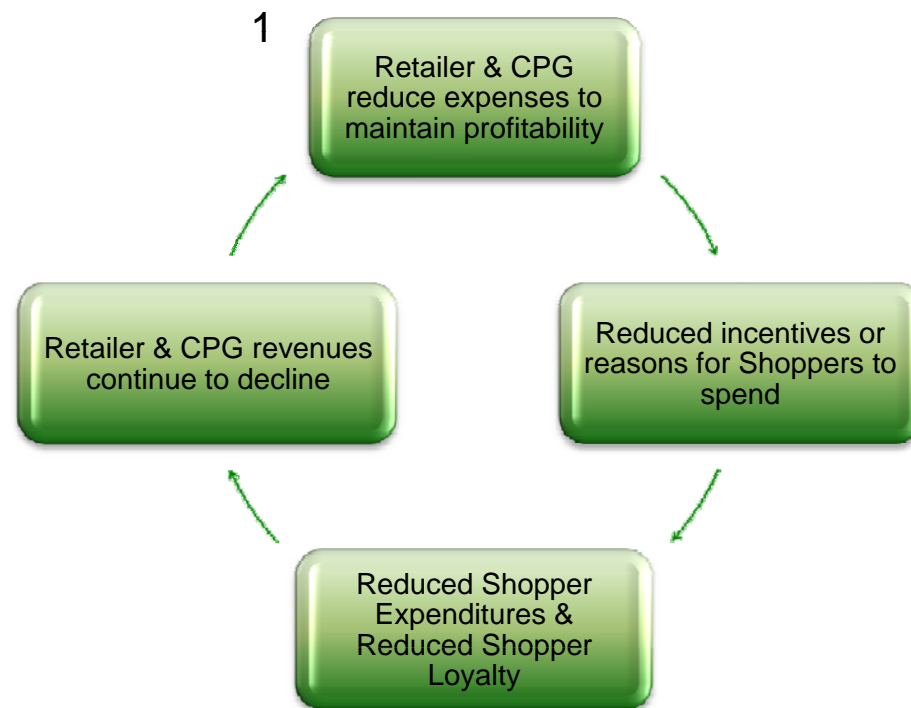 1
Retailer & CPG
reduce expenses to
maintain profitability
Reduced incentives or
reasons for Shoppers to
spend
Reduced Shopper
Expenditures &
Reduced Shopper
Loyalty
Retailer & CPG revenues
continue to decline